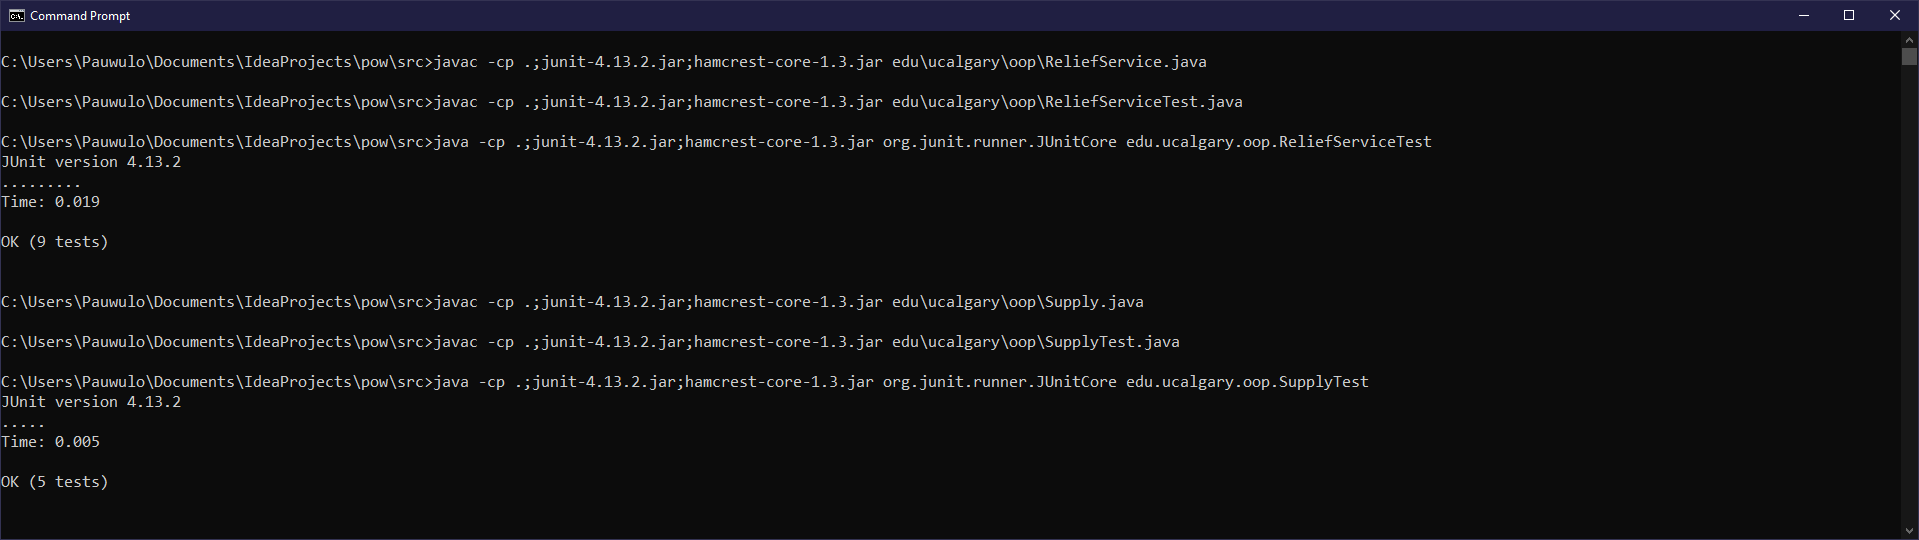 Command Prompt
C:\Users\Pauwulo\Documents\IdeaProjects\pow\src>javac -cp .;junit-4.13.2.jar;hamcrest-core-1.3.jar edu\ucalgary\oop\ReliefService.java
C:\Users\Pauwulo\Documents\IdeaProjects\pow\src>javac -cp .;junit-4.13.2.jar;hamcrest-core-1.3.jar edu\ucalgary\oop\ReliefServiceTest.java
C:\Users\Pauwulo\Documents\IdeaProjects\pow\src>java -cp .;junit-4.13.2.jar;hamcrest-core-1.3.jar org.junit.runner.JUnitCore edu.ucalgary.oop.ReliefServiceTest
JUnit version 4.13.2
.........
Time: 0.019
OK (9 tests)
C:\Users\Pauwulo\Documents\IdeaProjects\pow\src>javac -cp .;junit-4.13.2.jar;hamcrest-core-1.3.jar edu\ucalgary\oop\Supply.java
C:\Users\Pauwulo\Documents\IdeaProjects\pow\src>javac -cp .;junit-4.13.2.jar;hamcrest-core-1.3.jar edu\ucalgary\oop\SupplyTest.java
C:\Users\Pauwulo\Documents\IdeaProjects\pow\src>java -cp .;junit-4.13.2.jar;hamcrest-core-1.3.jar org.junit.runner.JUnitCore edu.ucalgary.oop.SupplyTest
JUnit version 4.13.2
.....
Time: 0.005
OK (5 tests)